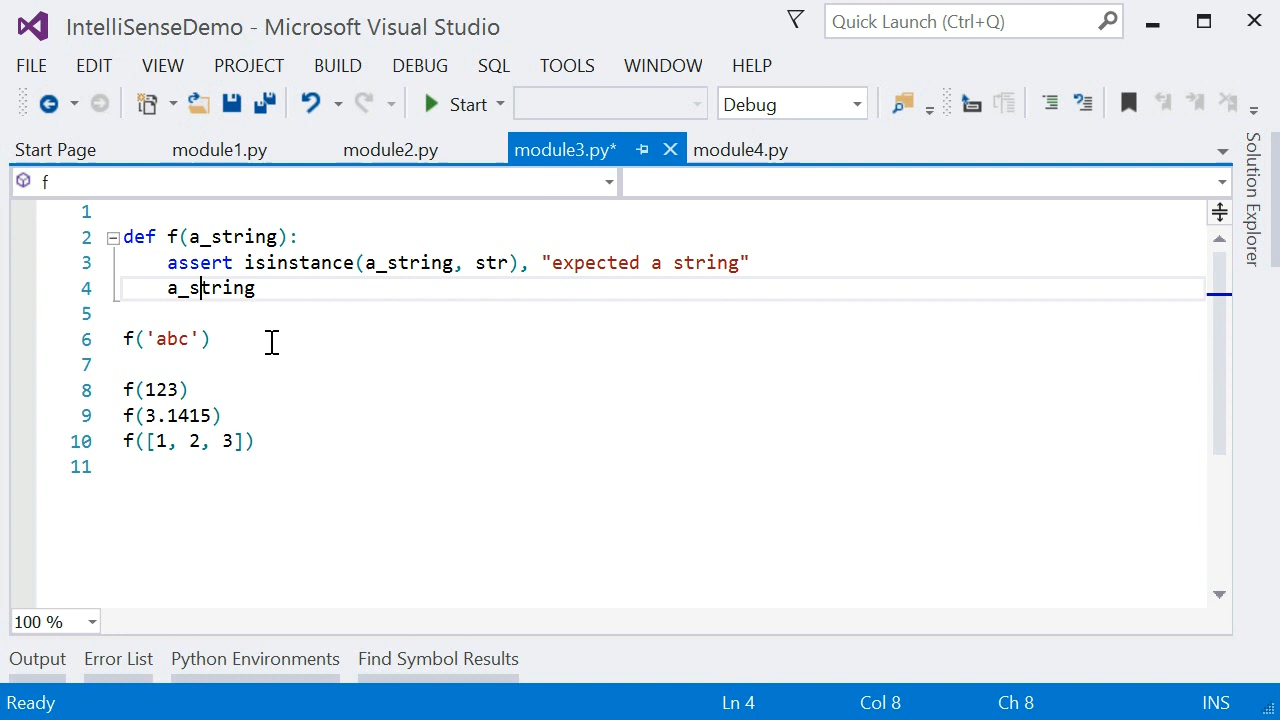 IntelliSenseDemo - Microsoft Visual Studio
Quick Launch (Ctrl+Q)
FILE EDIT VIEW PROJECT BUILD DEBUG SQL TOOLS WINDOW HELP
Start Debug
Start Page module1.py module2.py module3.py* module4.py
Solution Explorer
f
1
2 def f(a_string):
3 assert isinstance(a_string, str), "expected a string"
4 a_string
5
6 f('abc')
7
8 f(123)
9 f(3.1415)
10 f([1, 2, 3])
11
100 %
Output Error List Python Environments Find Symbol Results
Ready Ln 4 Col 8 Ch 8 INS